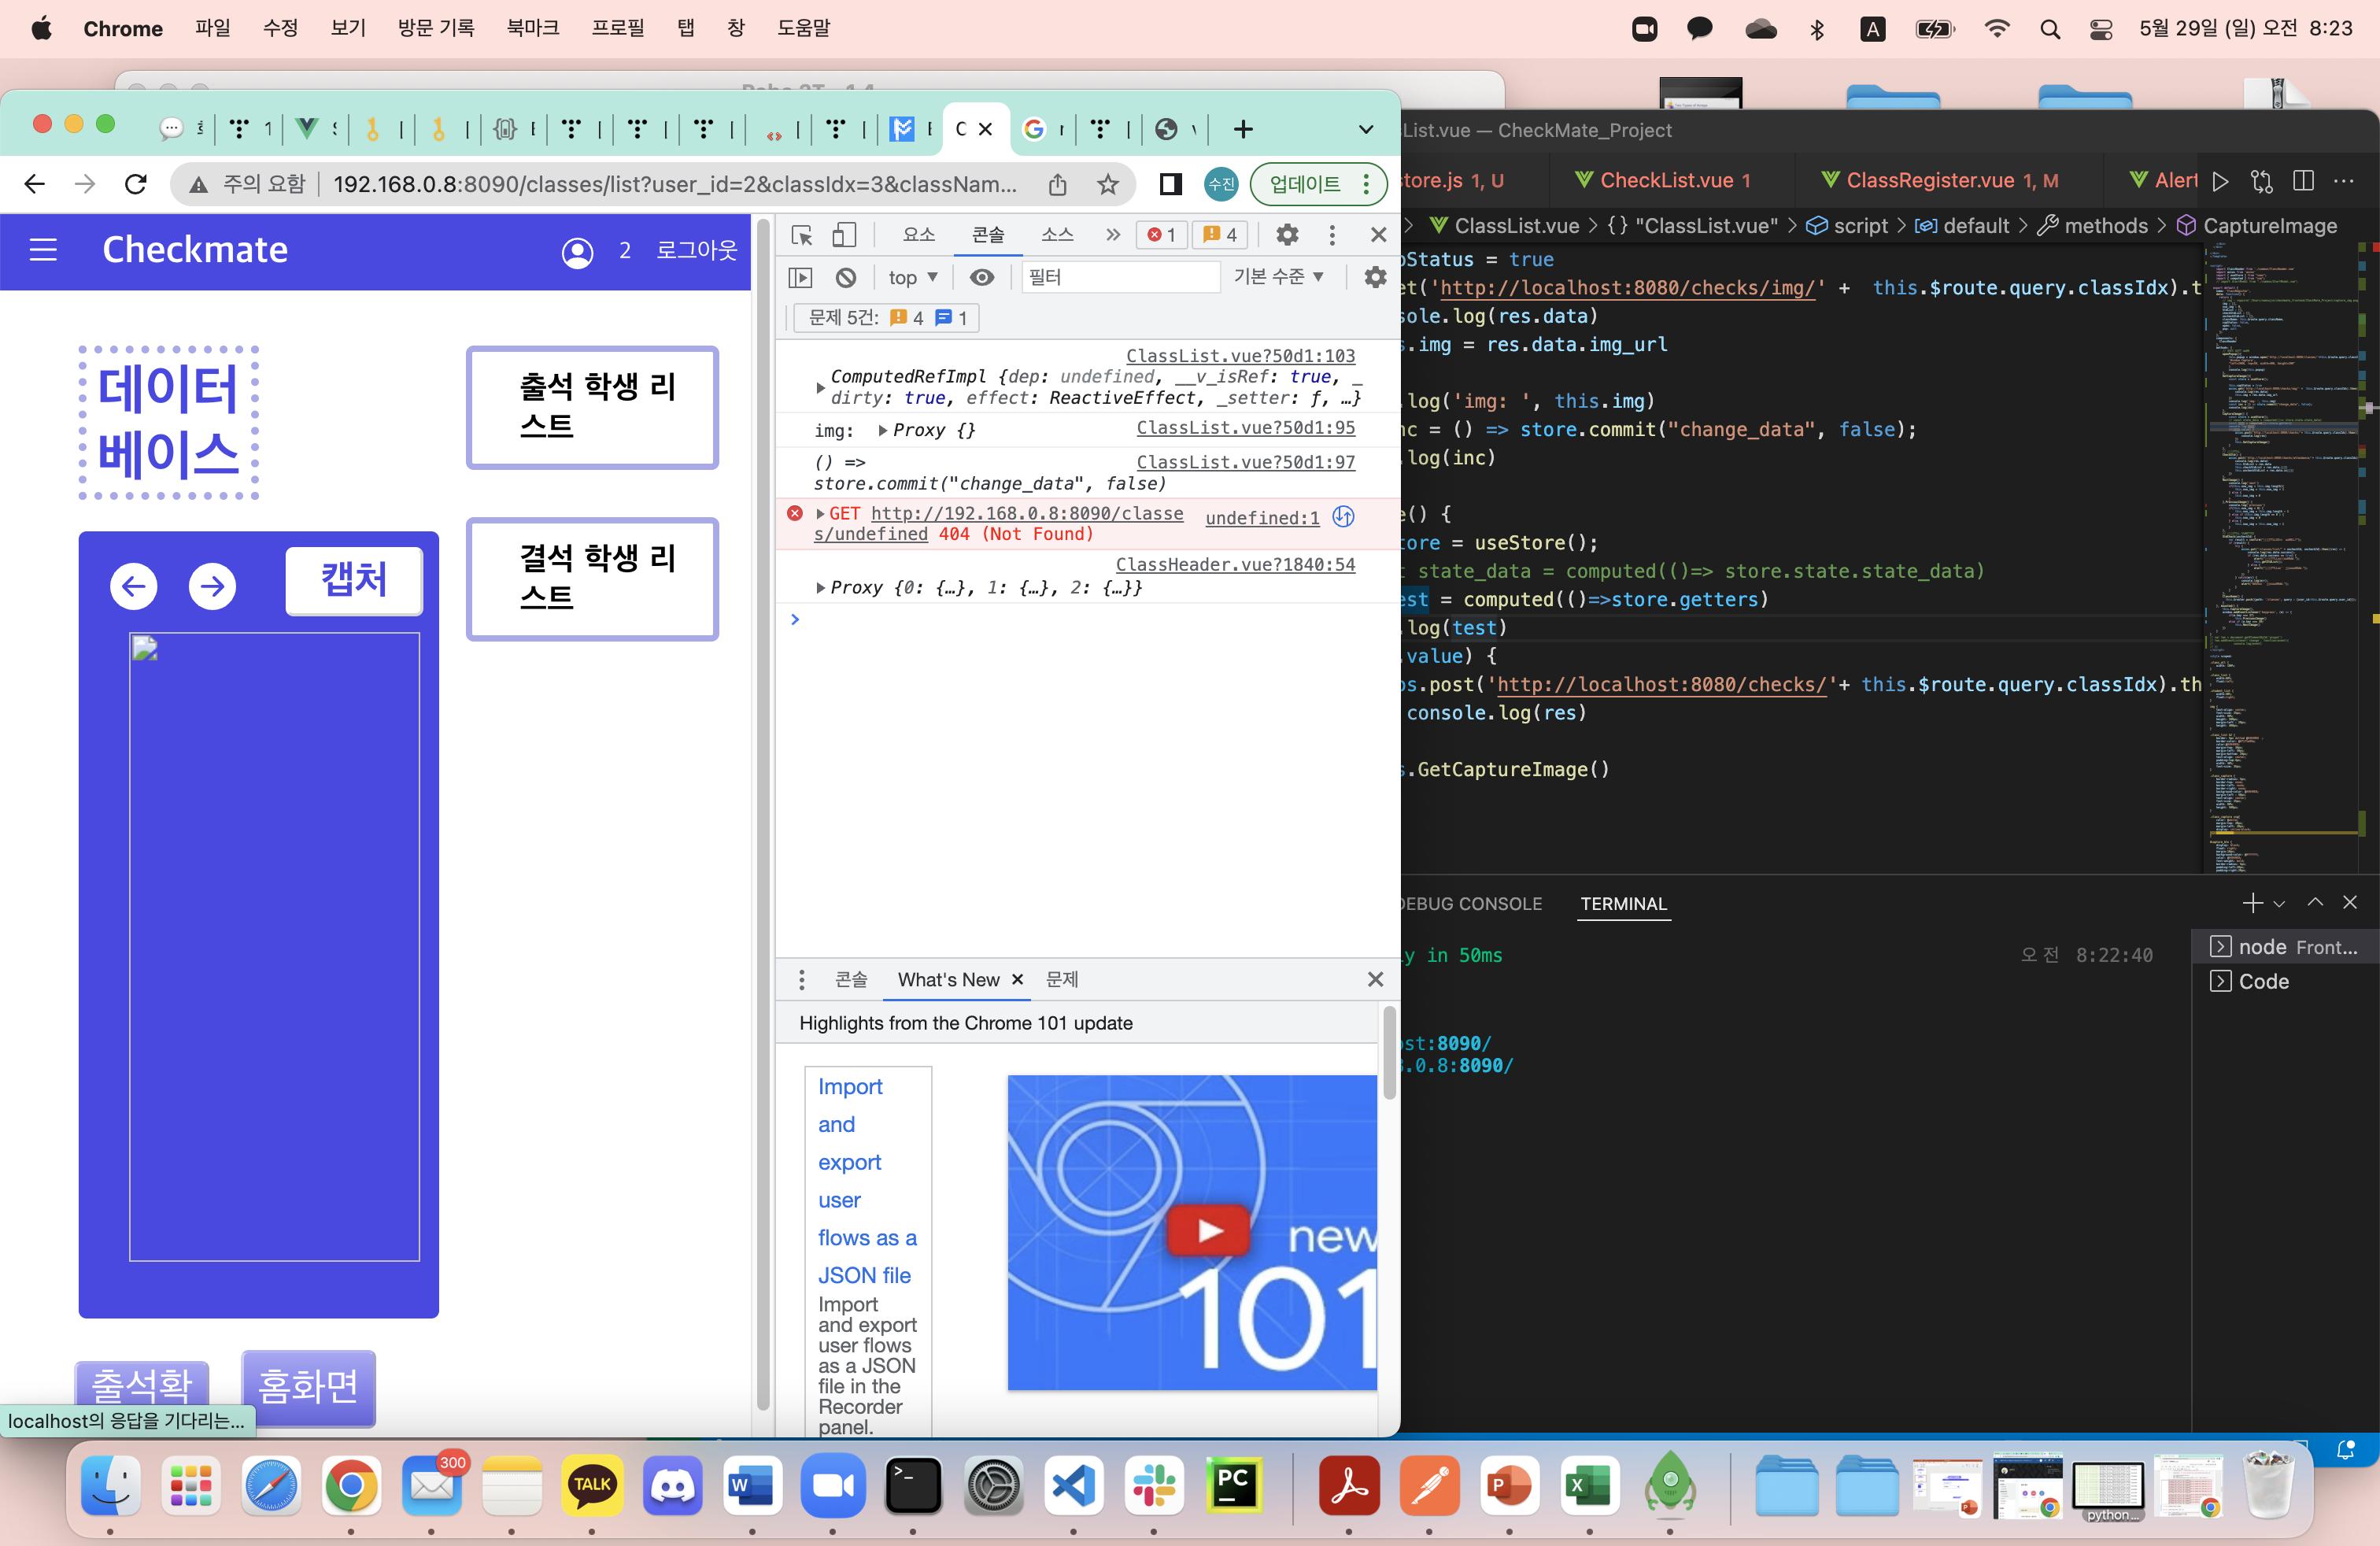 Chrome 파일 수정 보기 방문 기록 북마크 프로필 탭 창 도움말
A 5월 29일 (일) 오전 8:23
주의 요함 192.168.0.8:8090/classes/list?user_id=2&classIdx=3&classNam...
수진 업데이트
Checkmate 2 로그아웃
데이터
베이스
캡처
출석 학생 리
스트
결석 학생 리
스트
출석확
홈화면
localhost의 응답을 기다리는...
요소 콘솔 소스 1 4
top 필터 기본 수준
문제 5건: 4 1
ClassList.vue?50d1:103
ComputedRefImpl {dep: undefined, __v_isRef: true, _
dirty: true, effect: ReactiveEffect, _setter: ƒ, …}
img: Proxy {} ClassList.vue?50d1:95
() => ClassList.vue?50d1:97
store.commit("change_data", false)
GET http://192.168.0.8:8090/classe undefined:1
s/undefined 404 (Not Found)
ClassHeader.vue?1840:54
Proxy {0: {…}, 1: {…}, 2: {…}}
콘솔 What's New 문제
Highlights from the Chrome 101 update
Import
and
export
user
flows as a
JSON file
Import
and export
user flows
as a JSON
file in the
Recorder
panel.
new
101
List.vue — CheckMate_Project
tore.js 1, U CheckList.vue 1 ClassRegister.vue 1, M Alert
ClassList.vue {} "ClassList.vue" script default methods CaptureImage
pStatus = true
et('http://localhost:8080/checks/img/' + this.$route.query.classIdx).t
sole.log(res.data)
s.img = res.data.img_url
log('img: ', this.img)
nc = () => store.commit("change_data", false);
log(inc)
e() {
tore = useStore();
t state_data = computed(()=> store.state.state_data)
est = computed(()=>store.getters)
log(test)
value) {
os.post('http://localhost:8080/checks/'+ this.$route.query.classIdx).th
console.log(res)
s.GetCaptureImage()
DEBUG CONSOLE TERMINAL
ly in 50ms 오전 8:22:40
ost:8090/
8.0.8:8090/
node Front...
Code
300
TALK
W
PC
P
X
python...